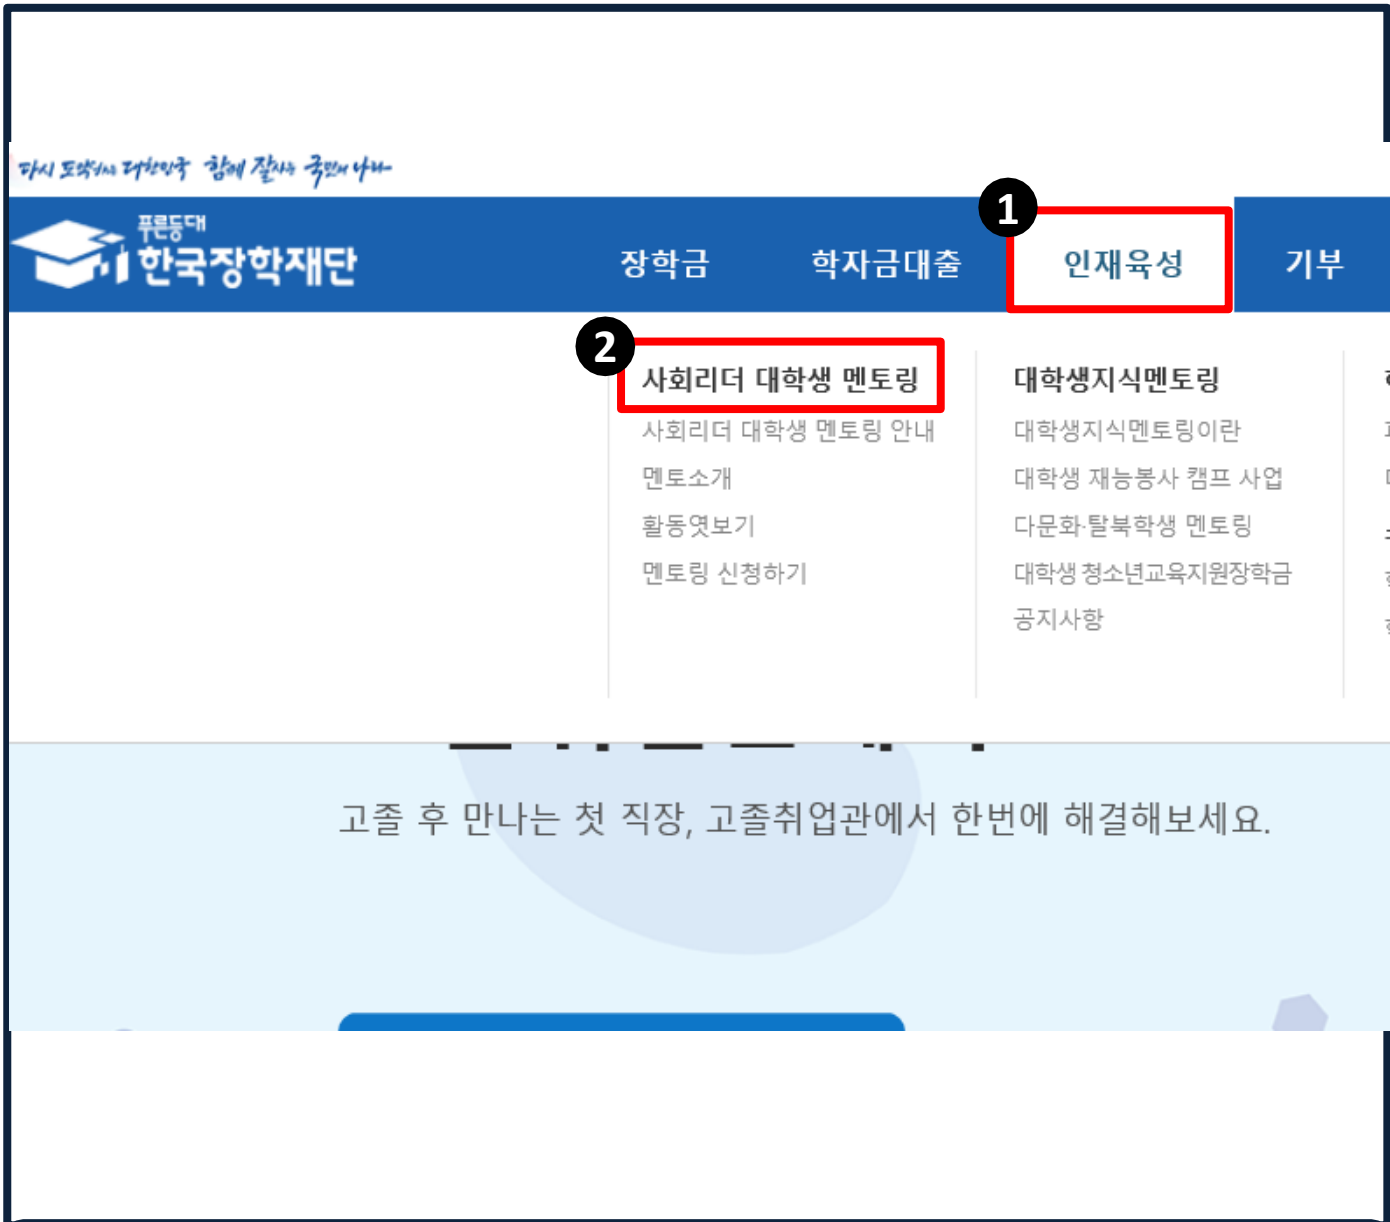 다시 도약하는 대한민국 함께 잘사는 국민의 나라
푸른등대
한국장학재단
장학금
학자금대출
1
인재육성
기부
2
사회리더 대학생 멘토링
사회리더 대학생 멘토링 안내
멘토소개
활동엿보기
멘토링 신청하기
대학생지식멘토링
대학생지식멘토링이란
대학생 재능봉사 캠프 사업
다문화·탈북학생 멘토링
대학생 청소년교육지원장학금
공지사항
고졸 후 만나는 첫 직장, 고졸취업관에서 한번에 해결해보세요.